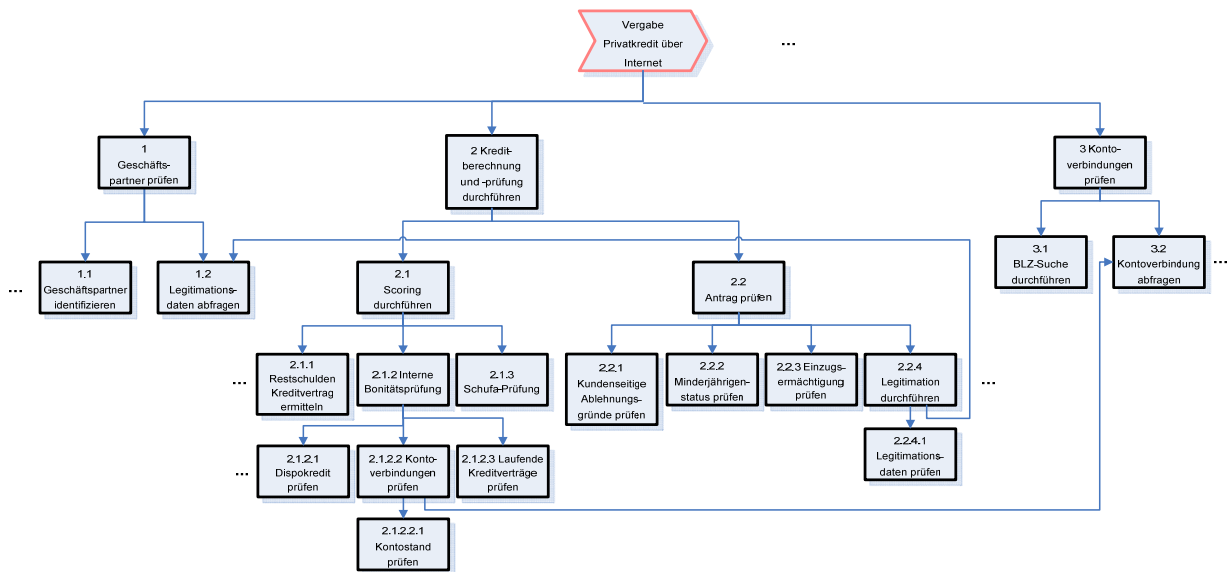 Vergabe
Privatkredit über
Internet
...
1
Geschäfts-
partner prüfen
2 Kredit-
berechnung
und -prüfung
durchführen
3 Konto-
verbindungen
prüfen
...
1.1
Geschäftspartner
identifizieren
1.2
Legitimations-
daten abfragen
2.1
Scoring
durchführen
2.2
Antrag prüfen
3.1
BLZ-Suche
durchführen
3.2
Kontoverbindung
abfragen
...
...
2.1.1
Restschulden
Kreditvertrag
ermitteln
2.1.2 Interne
Bonitätsprüfung
2.1.3
Schufa-Prüfung
2.2.1
Kundenseitige
Ablehnungs-
gründe prüfen
2.2.2
Minderjährigen-
status prüfen
2.2.3 Einzugs-
ermächtigung
prüfen
2.2.4
Legitimation
durchführen
...
...
2.1.2.1
Dispokredit
prüfen
2.1.2.2 Konto-
verbindungen
prüfen
2.1.2.3 Laufende
Kreditverträge
prüfen
2.2.4.1
Legitimations-
daten prüfen
2.1.2.2.1
Kontostand
prüfen